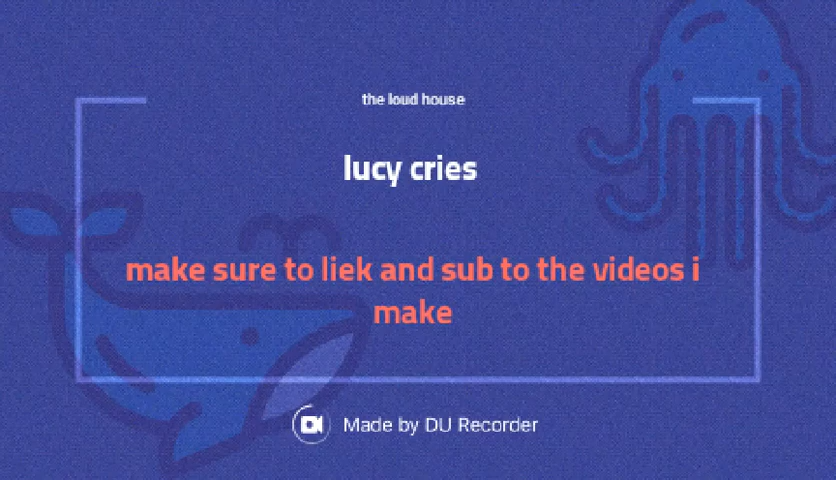 the loud house
lucy cries
make sure to liek and sub to the videos i
make
Made by DU Recorder